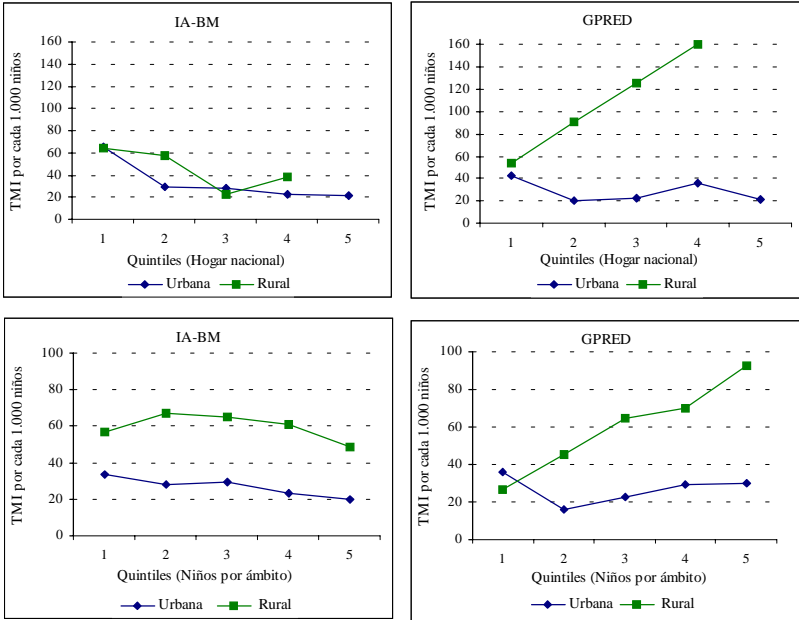 IA-BM
TMI por cada 1.000 niños
160
140
120
100
80
60
40
20
0
1 2 3 4 5
Quintiles (Hogar nacional)
Urbana Rural
GPRED
TMI por cada 1.000 niños
160
140
120
100
80
60
40
20
0
1 2 3 4 5
Quintiles (Hogar nacional)
Urbana Rural
IA-BM
TMI por cada 1.000 niños
100
80
60
40
20
0
1 2 3 4 5
Quintiles (Niños por ámbito)
Urbana Rural
GPRED
TMI por cada 1.000 niños
100
80
60
40
20
0
1 2 3 4 5
Quintiles (Niños por ámbito)
Urbana Rural